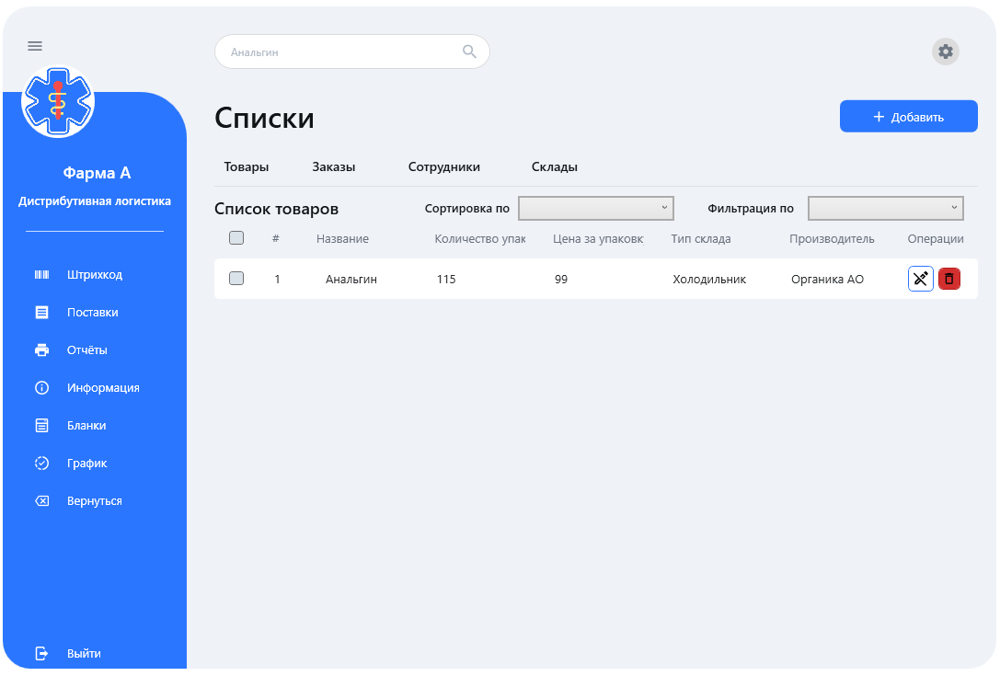 Анальгин
Фарма А
Дистрибутивная логистика
Штрихкод
Поставки
Отчёты
Информация
Бланки
График
Вернуться
Выйти
Списки
Добавить
Товары Заказы Сотрудники Склады
Список товаров Сортировка по Фильтрация по
# Название Количество упак Цена за упаковк Тип склада Производитель Операции
1 Анальгин 115 99 Холодильник Органика АО